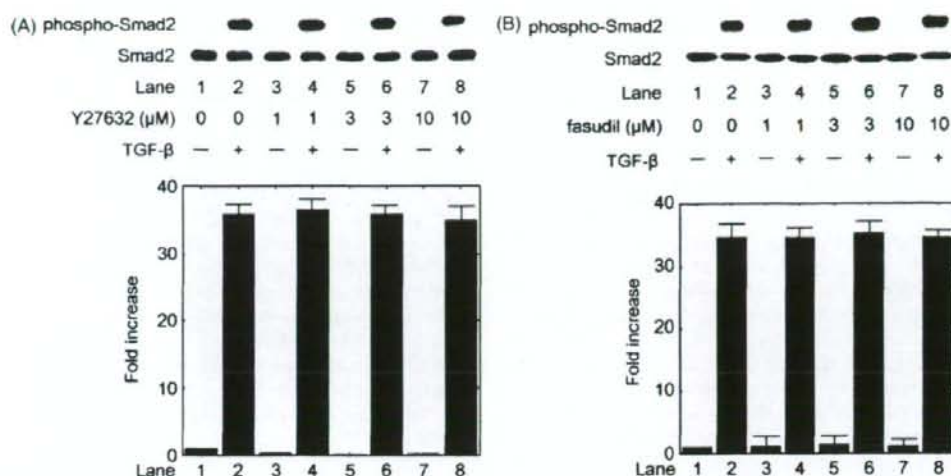 (A) phospho-Smad2
Smad2
Lane 1 2 3 4 5 6 7 8
Y27632 (μM) 0 0 1 1 3 3 10 10
TGF-β — + — + — + — +
40
30
20
10
0
Fold increase
Lane 1 2 3 4 5 6 7 8
(B) phospho-Smad2
Smad2
Lane 1 2 3 4 5 6 7 8
fasudil (μM) 0 0 1 1 3 3 10 10
TGF-β — + — + — + — +
40
30
20
10
0
Fold increase
Lane 1 2 3 4 5 6 7 8